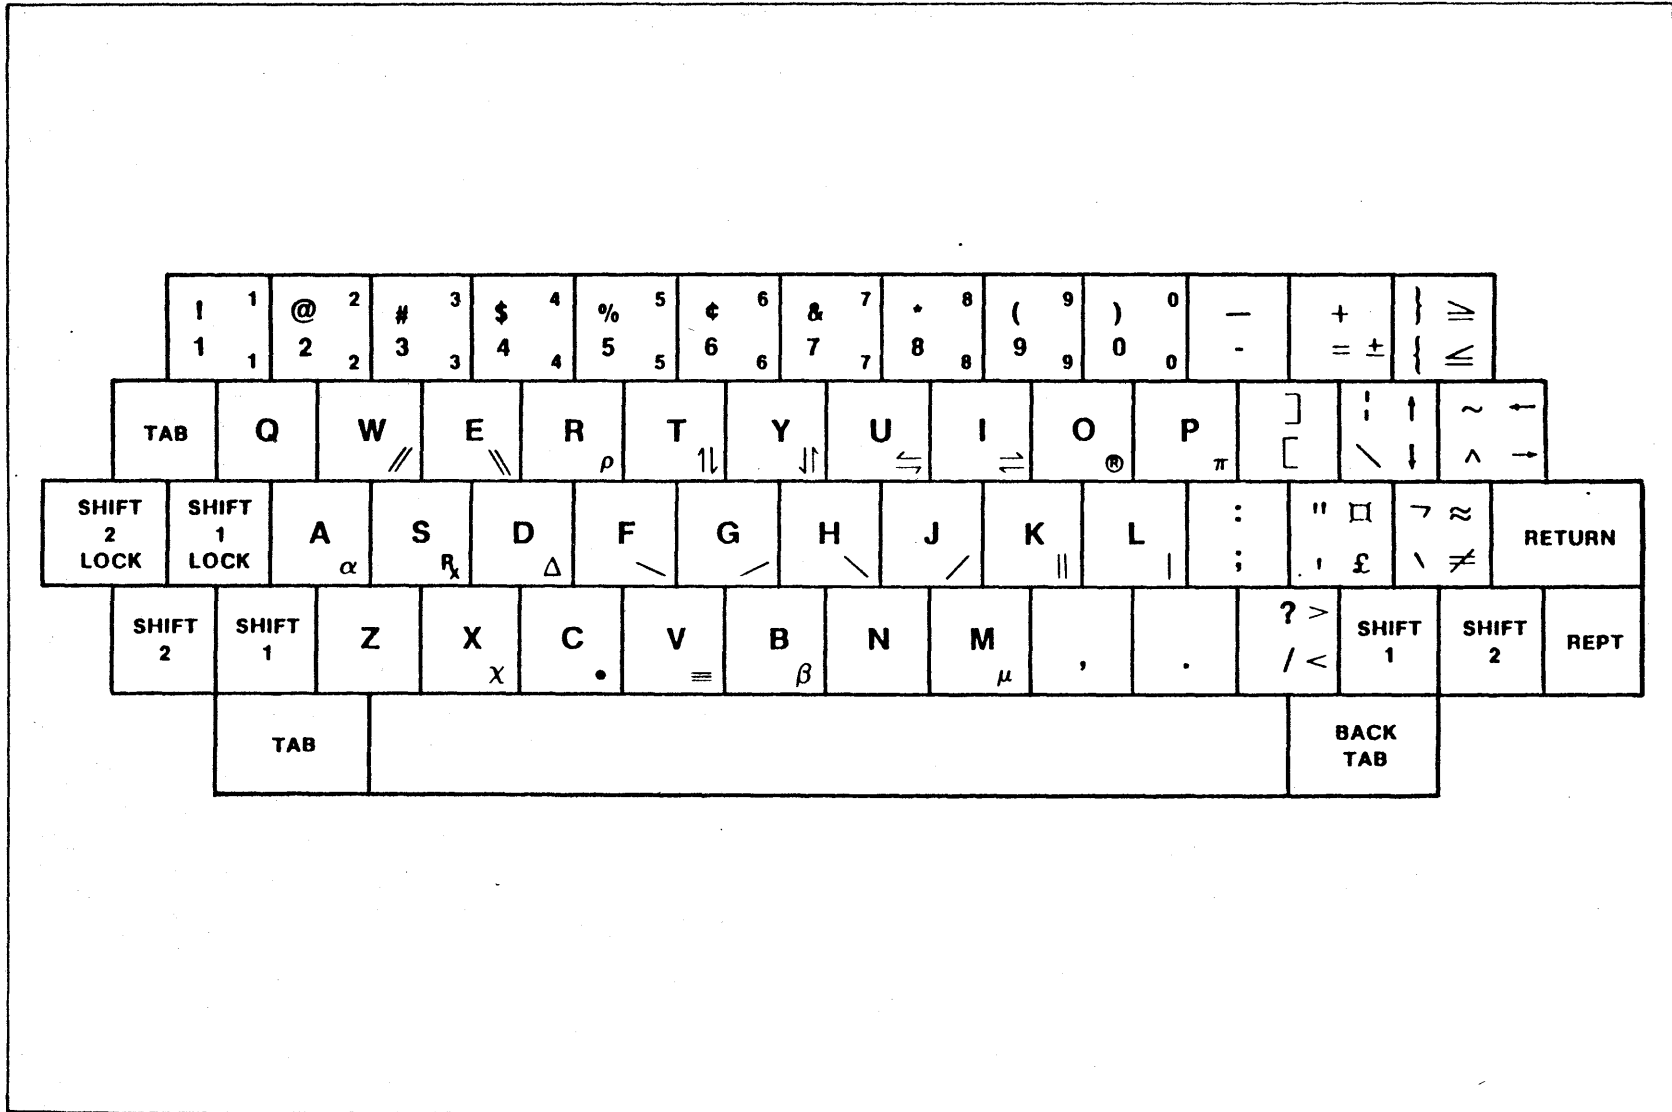 ! 1 @ 2 # 3 $ 4 % 5 ¢ 6 & 7 * 8 ( 9 ) 0 — + } ≧
1 1 2 2 3 3 4 4 5 5 6 6 7 7 8 8 9 9 0 0 - = ± { ≦
TAB Q W // E \\ R ρ T ⥮ Y ⥯ U ⇆ I ⇌ O ® P π ] ¦ ↑ ~ ←
[ \ ↓ ^ →
SHIFT SHIFT
2 1 A α S ℞ D Δ F \ G / H \ J / K || L | : " ¤ ¬ ≈ RETURN
LOCK LOCK ; ' £ ` ≠
SHIFT SHIFT Z X χ C • V ≡ B β N M μ , . ? > SHIFT SHIFT REPT
2 1 / < 1 2
TAB BACK
TAB